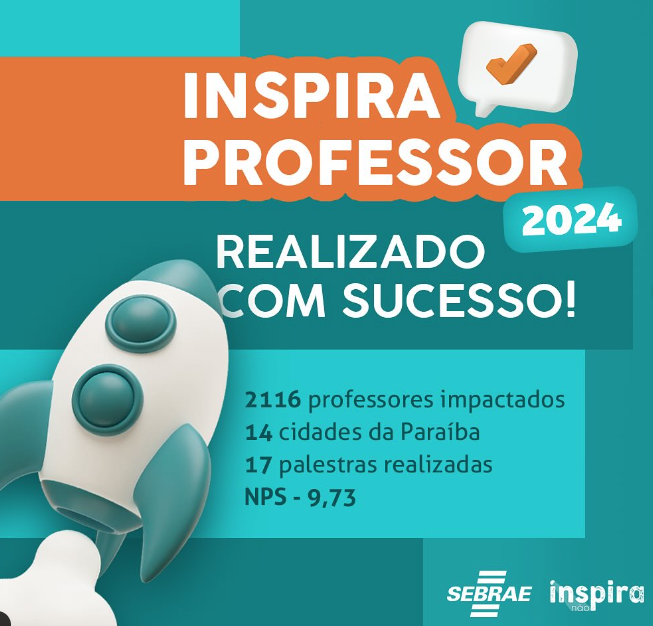 INSPIRA
PROFESSOR
2024
REALIZADO
COM SUCESSO!
2116 professores impactados
14 cidades da Paraíba
17 palestras realizadas
NPS - 9,73
SEBRAE
inspira
não